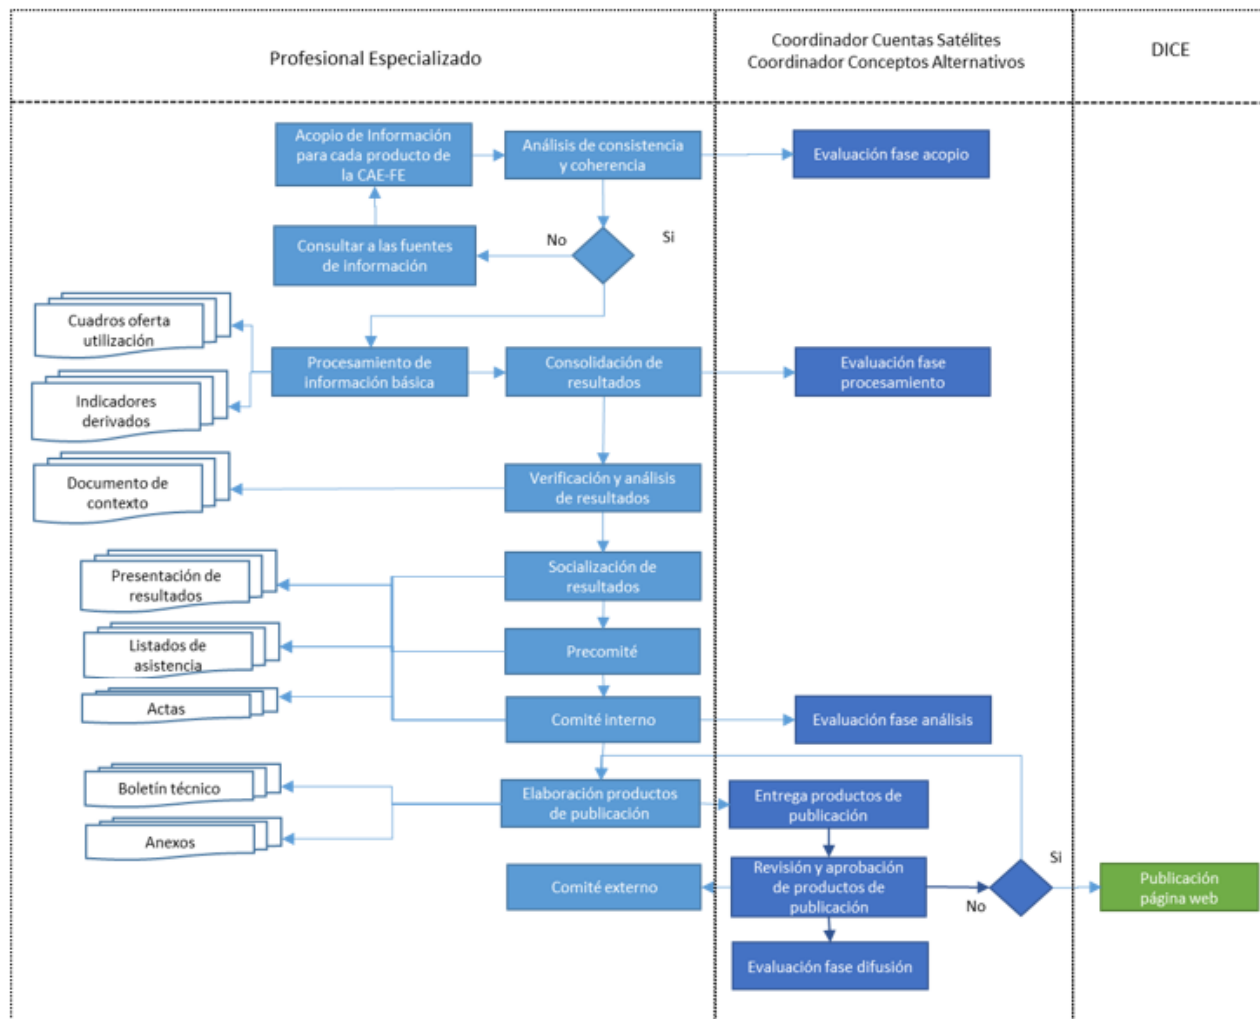 Profesional Especializado
Coordinador Cuentas Satélites
Coordinador Conceptos Alternativos
DICE
Acopio de Información
para cada producto de
la CAE-FE
Análisis de consistencia
y coherencia
Evaluación fase acopio
Consultar a las fuentes
de información
No
Si
Cuadros oferta
utilización
Procesamiento de
información básica
Consolidación de
resultados
Evaluación fase
procesamiento
Indicadores
derivados
Documento de
contexto
Verificación y análisis
de resultados
Presentación de
resultados
Socialización de
resultados
Listados de
asistencia
Precomité
Actas
Comité interno
Evaluación fase análisis
Boletín técnico
Elaboración productos
de publicación
Entrega productos de
publicación
Anexos
Comité externo
Revisión y aprobación
de productos de
publicación
No
Si
Publicación
página web
Evaluación fase difusión